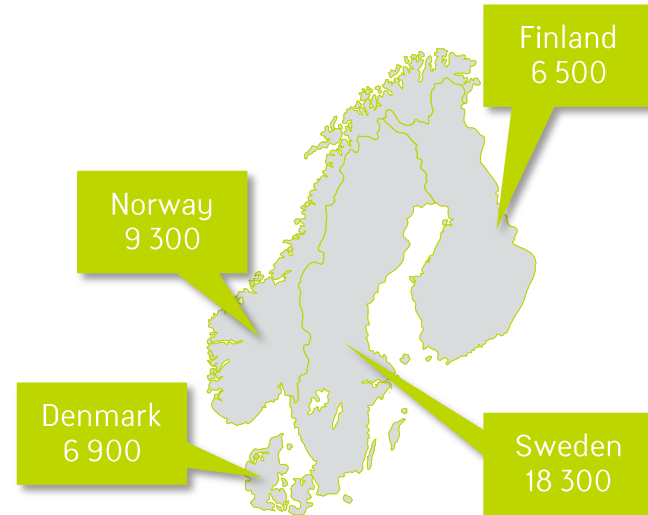 Finland
6 500
Norway
9 300
Denmark
6 900
Sweden
18 300